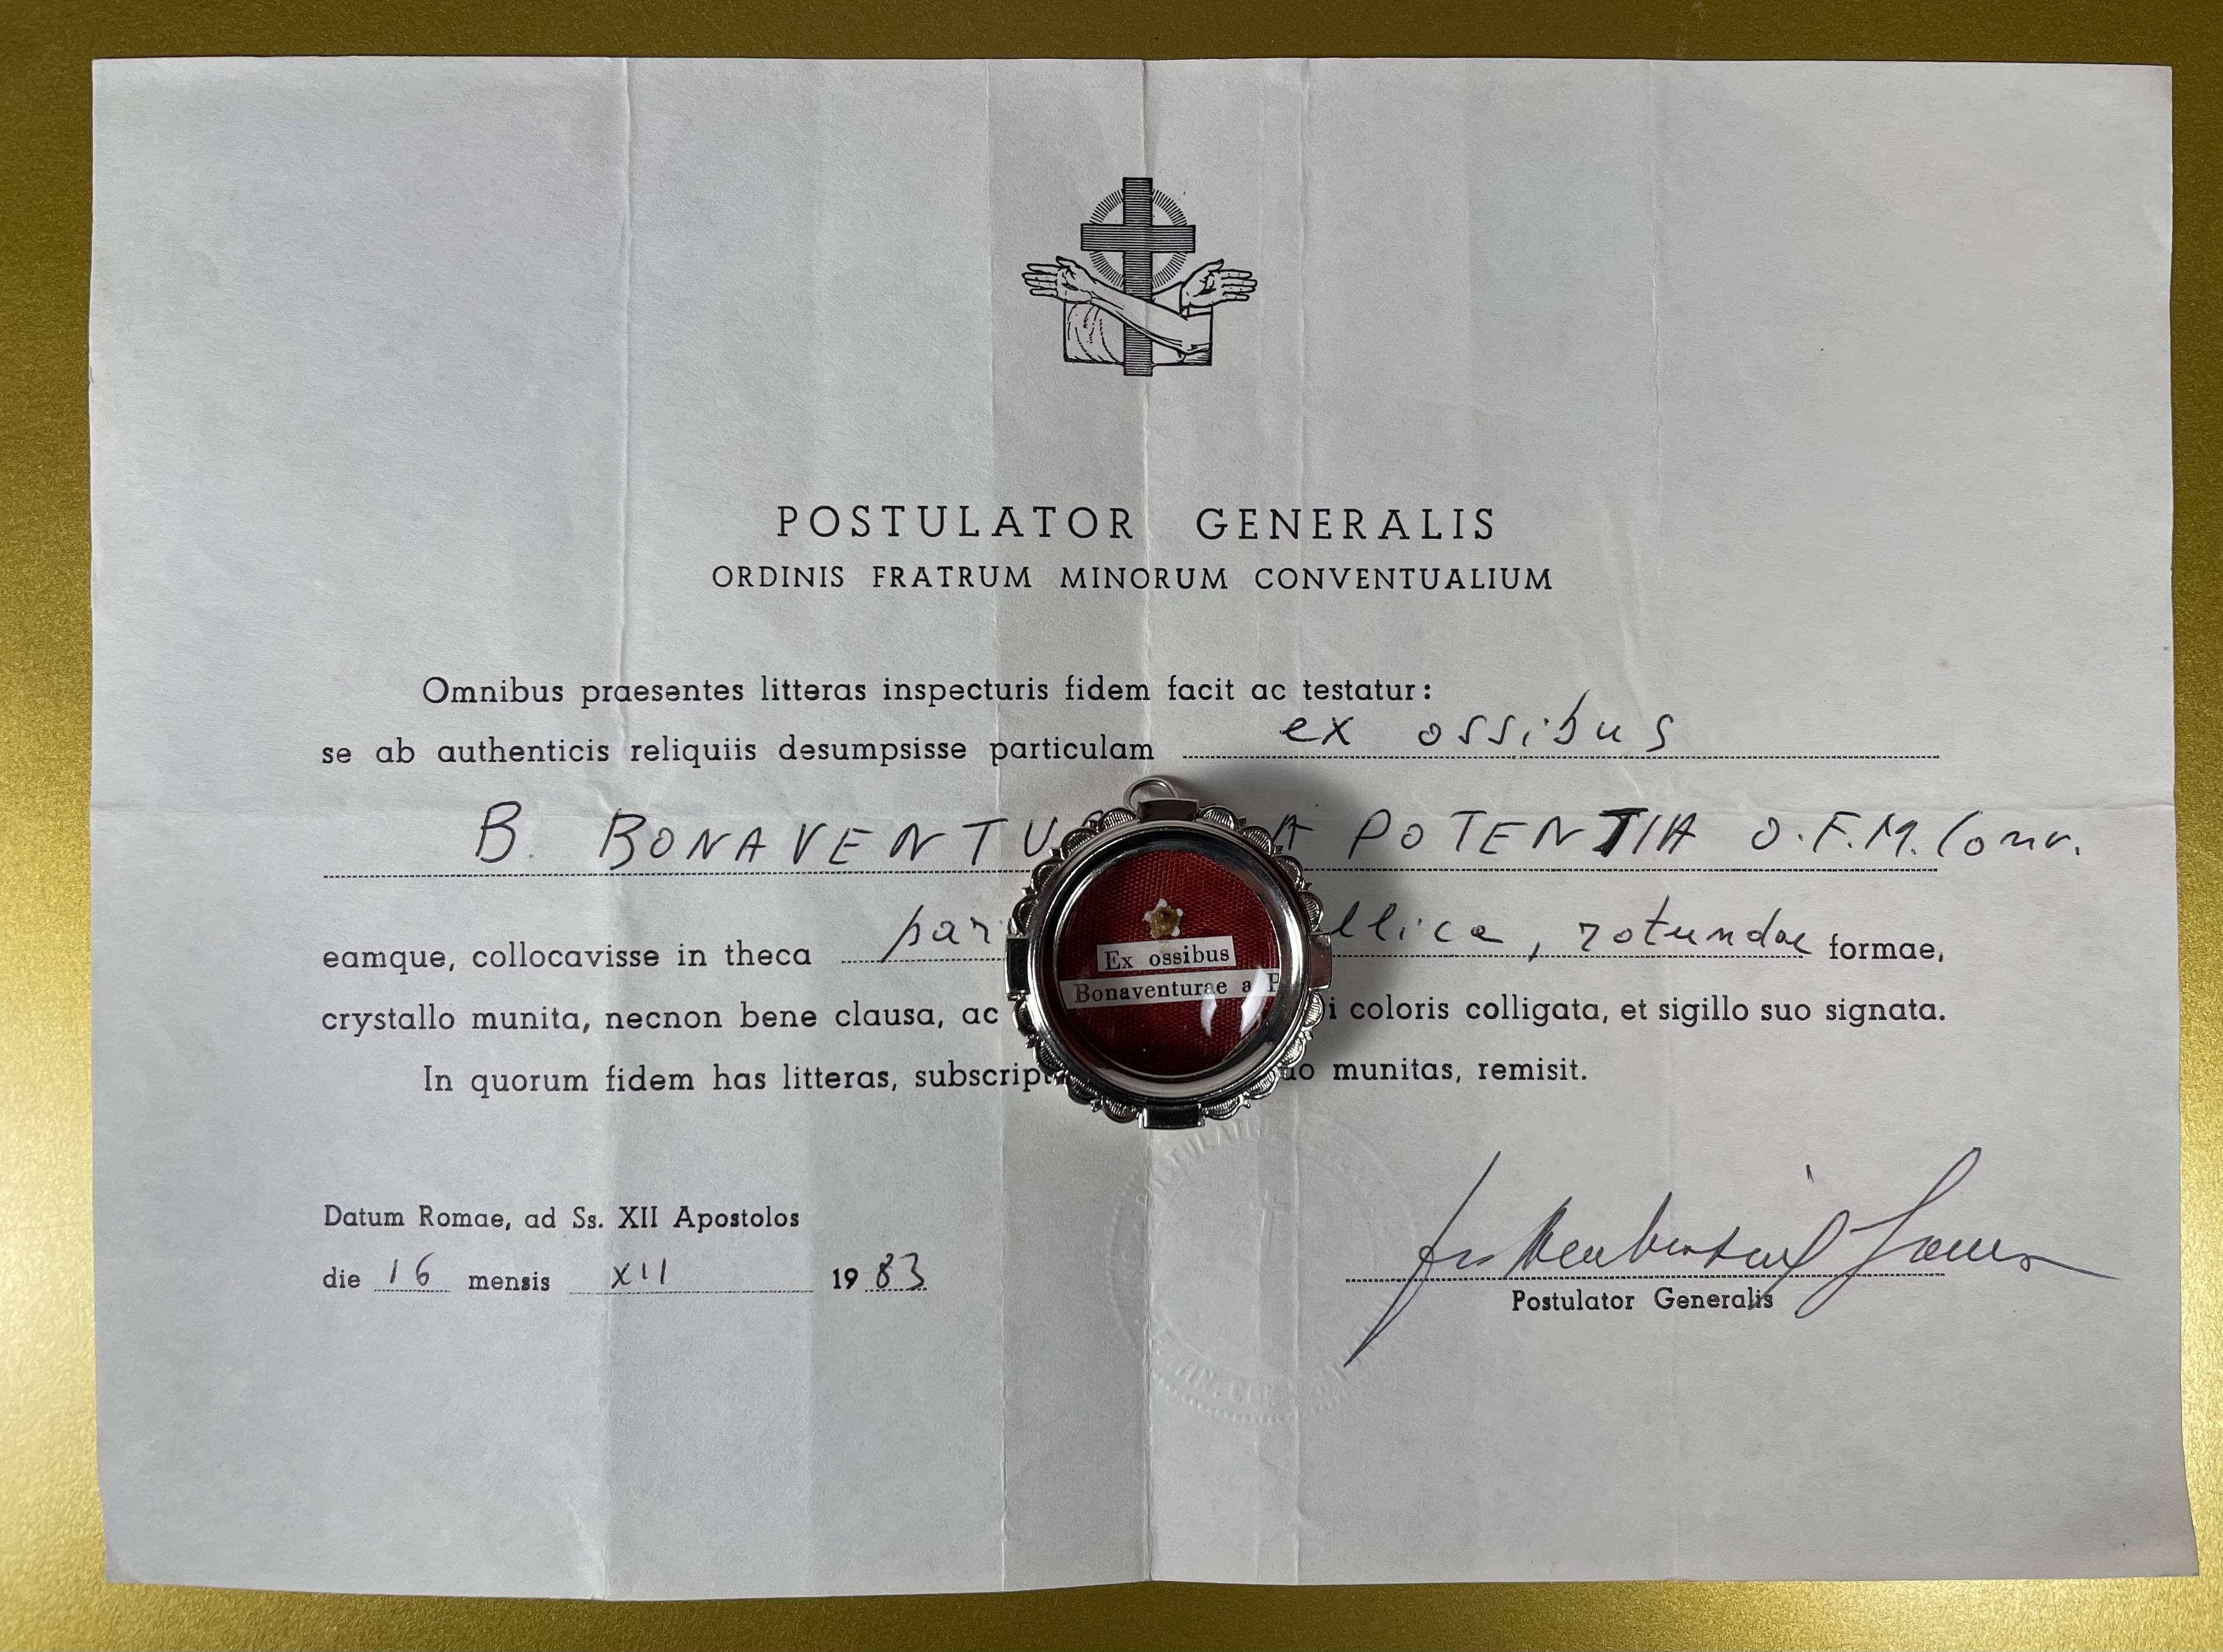 POSTULATOR GENERALIS
ORDINIS FRATRUM MINORUM CONVENTUALIUM
Omnibus praesentes litteras inspecturis fidem facit ac testatur:
se ab authenticis reliquiis desumpsisse particulam ex ossibus
B. BONAVENTU A POTENTIA O.F.M. Conv.
eamque, collocavisse in theca par llica, rotundae formae,
Ex ossibus
Bonaventurae a P
crystallo munita, necnon bene clausa, ac i coloris colligata, et sigillo suo signata.
In quorum fidem has litteras, subscript uo munitas, remisit.
Datum Romae, ad Ss. XII Apostolos
die 16 mensis XII 1983
Postulator Generalis